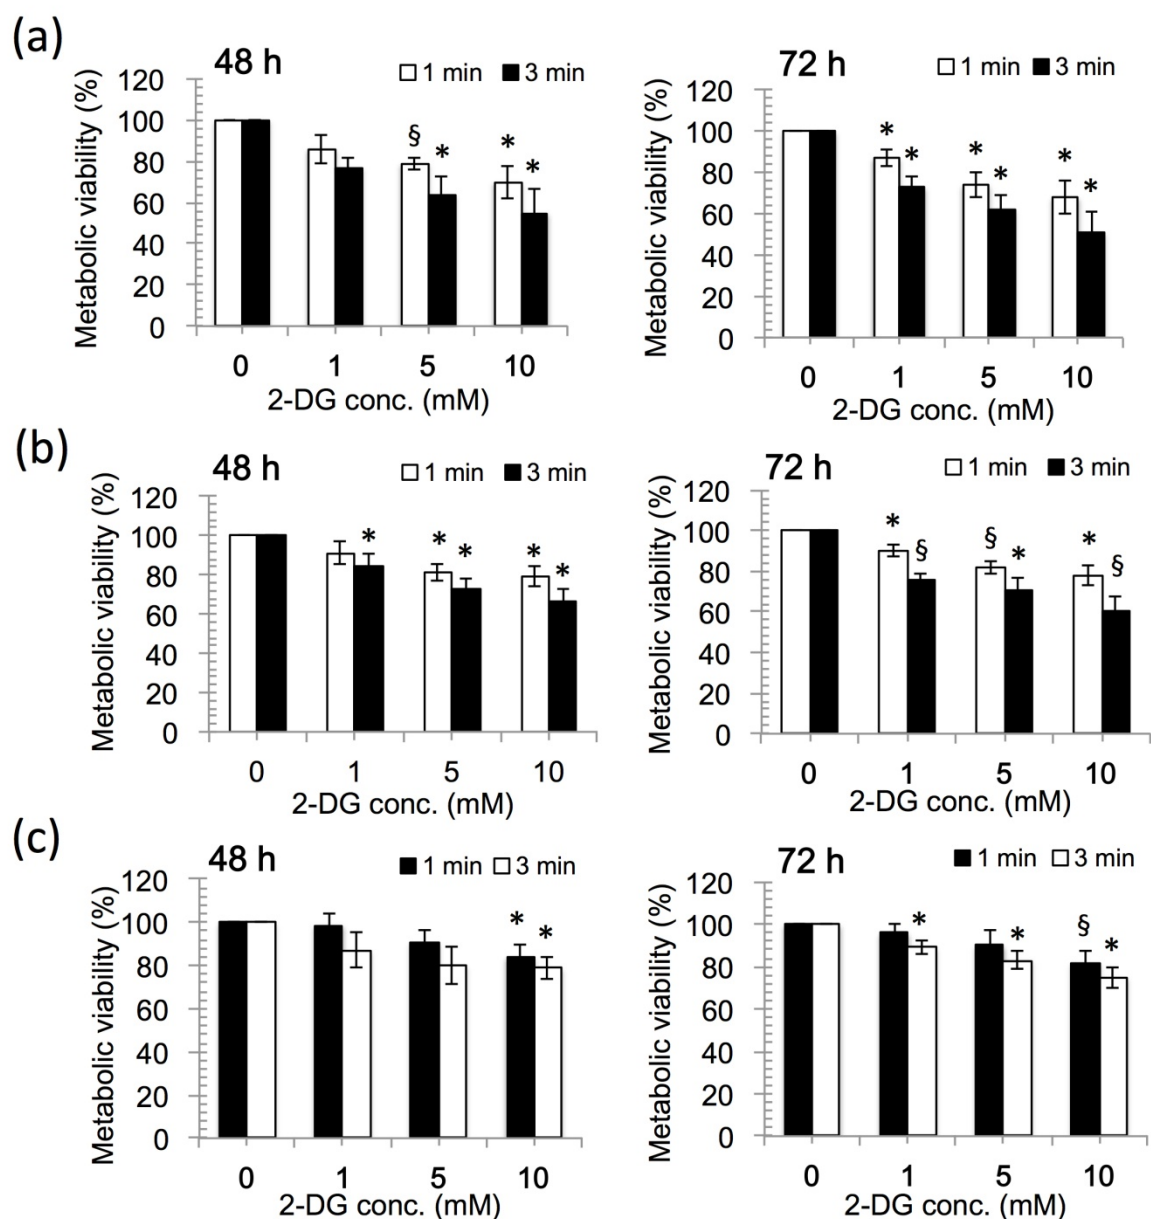 (a)
48 h
1 min 3 min
Metabolic viability (%)
120
100
80
60
40
20
0
§ * * *
0 1 5 10
2-DG conc. (mM)
72 h
1 min 3 min
Metabolic viability (%)
120
100
80
60
40
20
0
* * * * * *
0 1 5 10
2-DG conc. (mM)
(b)
48 h
1 min 3 min
Metabolic viability (%)
120
100
80
60
40
20
0
* * * * *
0 1 5 10
2-DG conc. (mM)
72 h
1 min 3 min
Metabolic viability (%)
120
100
80
60
40
20
0
* § § * * §
0 1 5 10
2-DG conc. (mM)
(c)
48 h
1 min 3 min
Metabolic viability (%)
120
100
80
60
40
20
0
* *
0 1 5 10
2-DG conc. (mM)
72 h
1 min 3 min
Metabolic viability (%)
120
100
80
60
40
20
0
* * § *
0 1 5 10
2-DG conc. (mM)